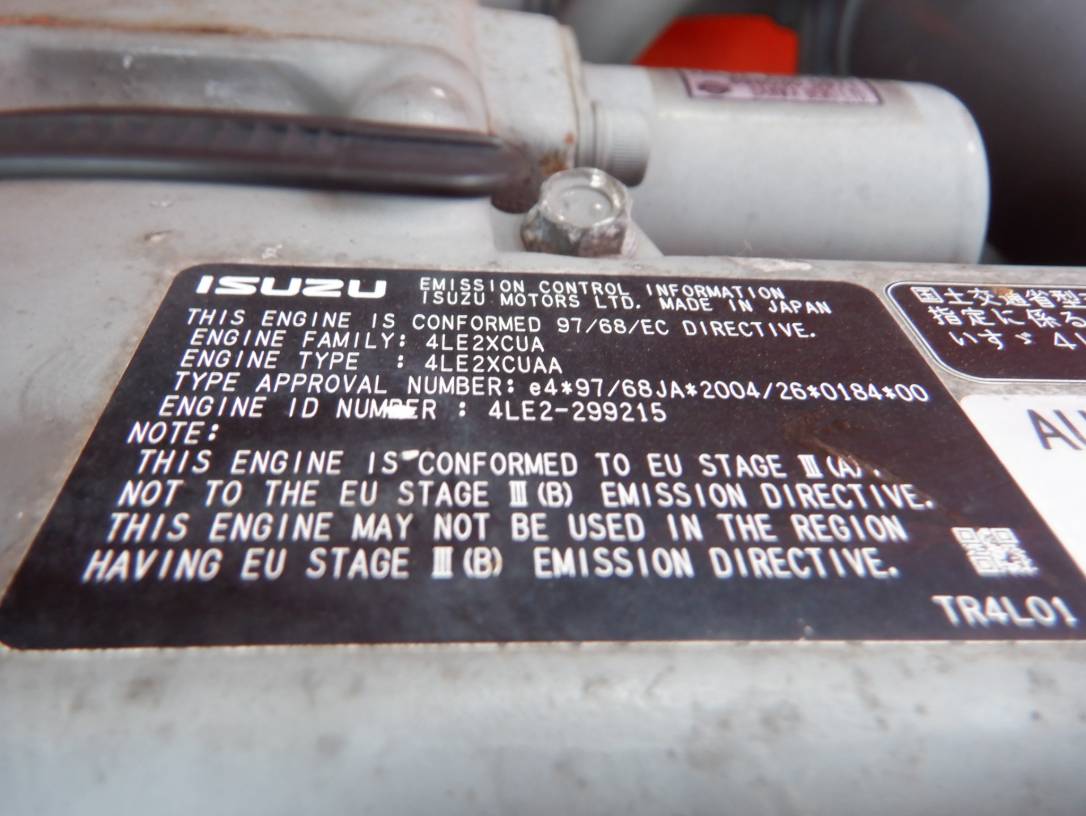 ISUZU
EMISSION CONTROL INFORMATION
ISUZU MOTORS LTD. MADE IN JAPAN
THIS ENGINE IS CONFORMED 97/68/EC DIRECTIVE.
ENGINE FAMILY: 4LE2XCUA
ENGINE TYPE : 4LE2XCUAA
TYPE APPROVAL NUMBER: e4*97/68JA*2004/26*0184*00
ENGINE ID NUMBER : 4LE2-299215
NOTE:
THIS ENGINE IS CONFORMED TO EU STAGE Ⅲ(A),
NOT TO THE EU STAGE Ⅲ(B) EMISSION DIRECTIVE.
THIS ENGINE MAY NOT BE USED IN THE REGION
HAVING EU STAGE Ⅲ(B) EMISSION DIRECTIVE.
TR4L01
国土交通省型
指定に係る
いすゞ